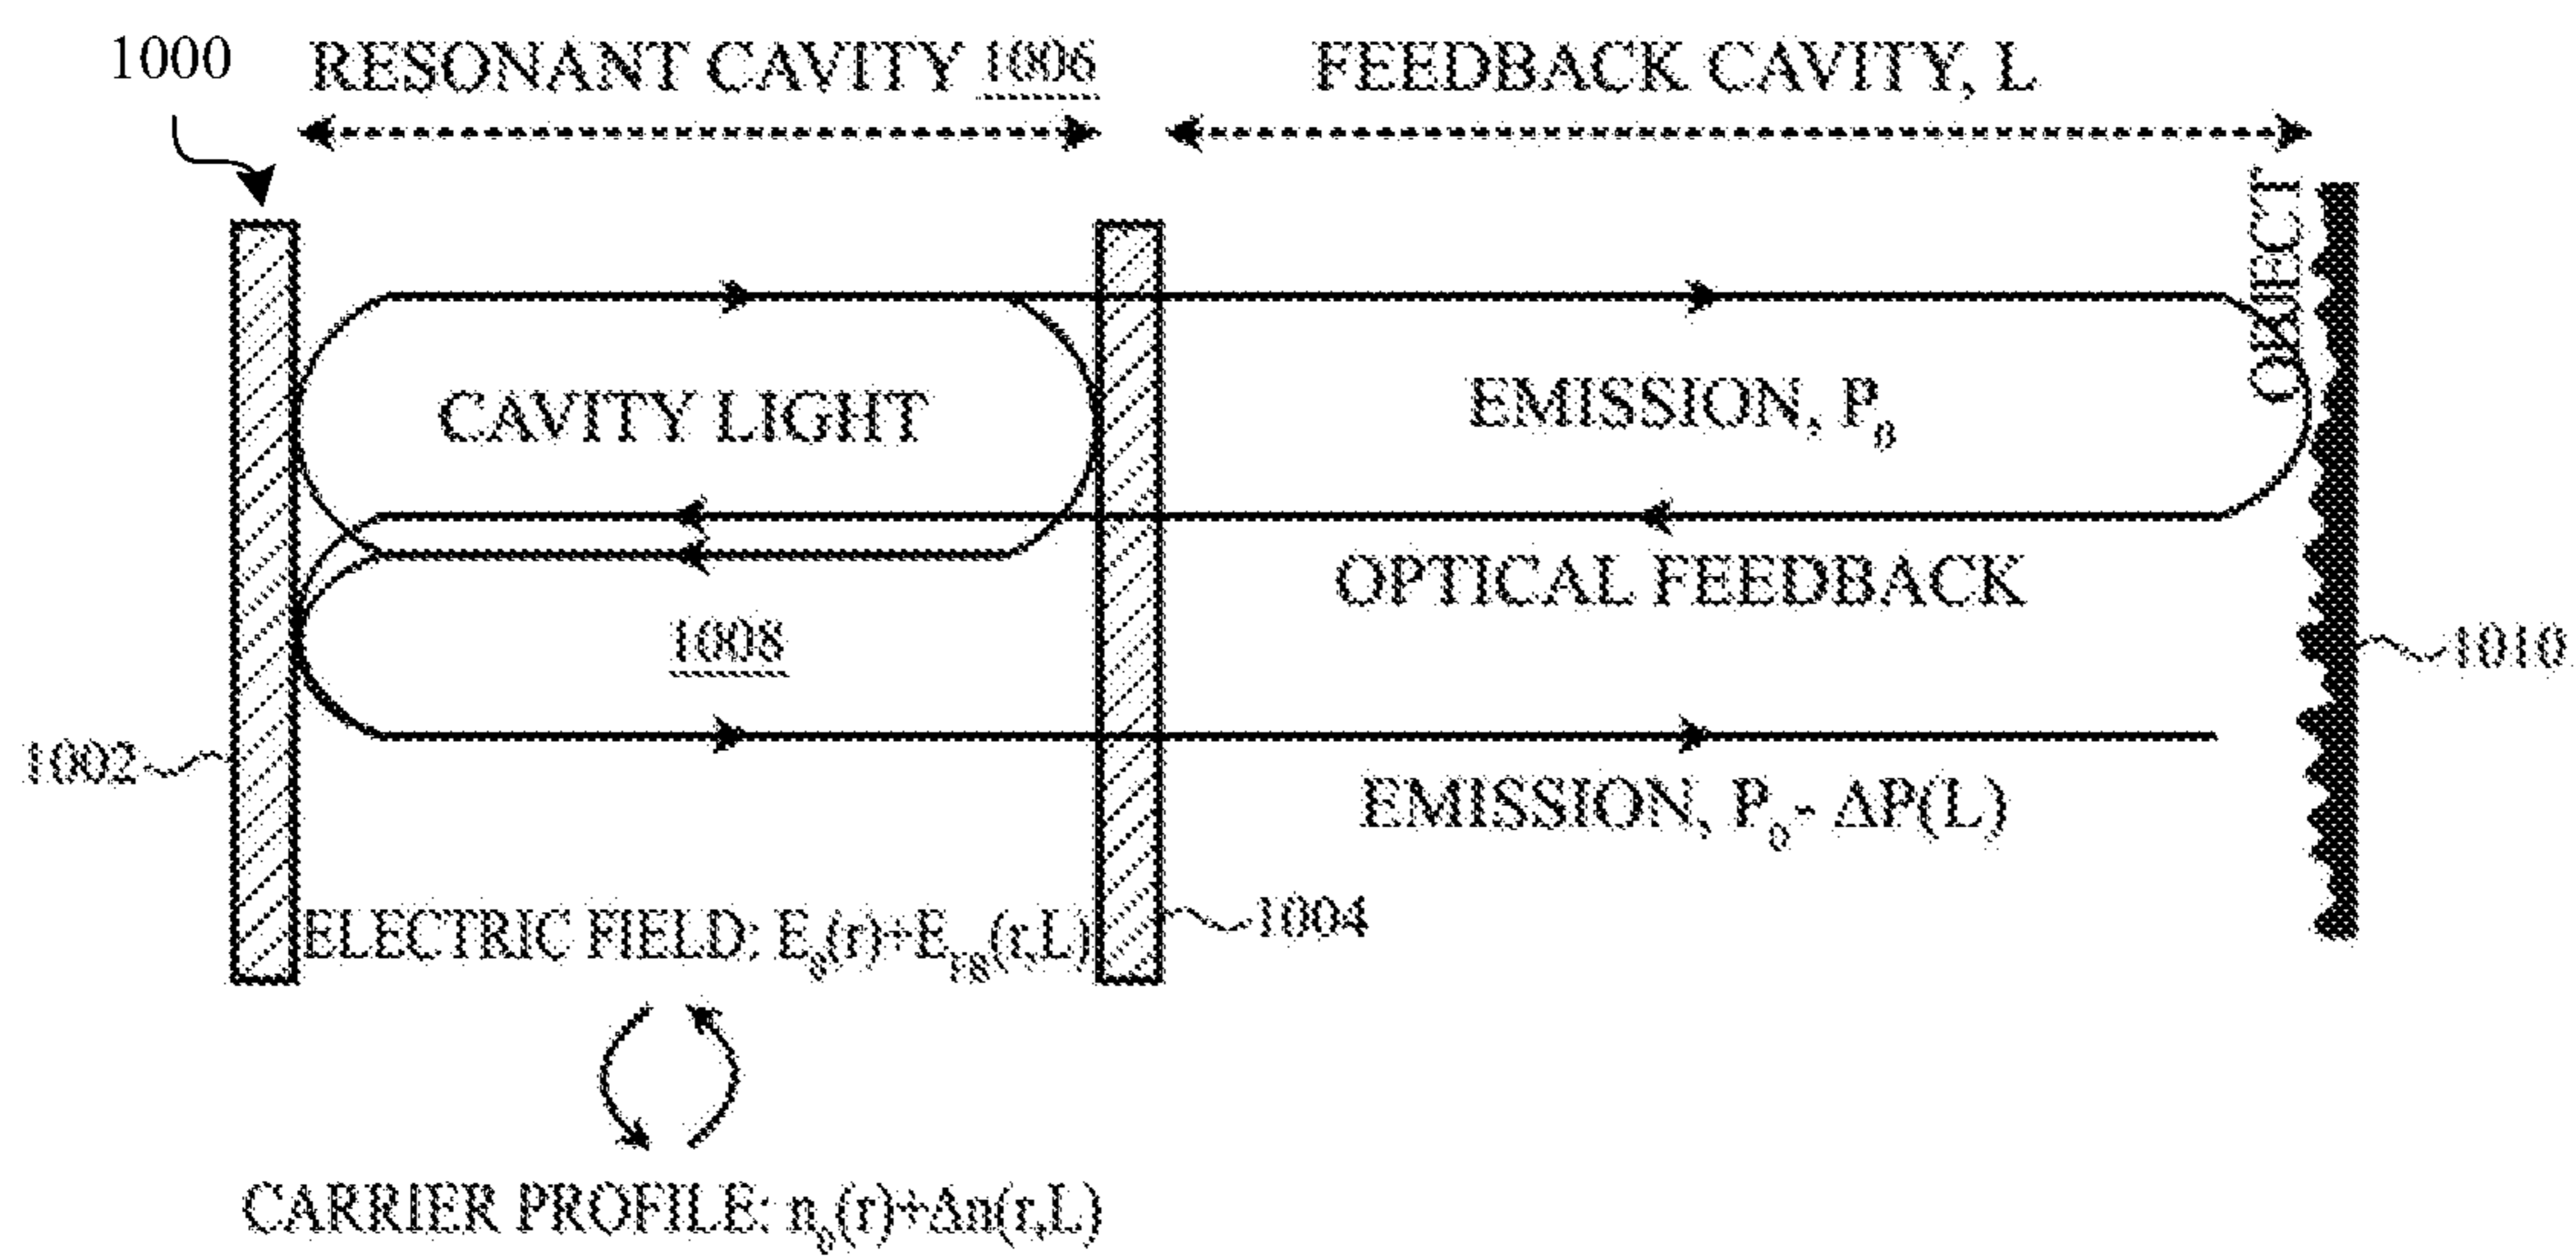 1000
RESONANT CAVITY 1006
FEEDBACK CAVITY, L
OBJECT
CAVITY LIGHT
EMISSION, P0
OPTICAL FEEDBACK
1008
1010
1002
EMISSION, P0- ΔP(L)
ELECTRIC FIELD: E0(r)+EFB(r,L)
1004
CARRIER PROFILE: n0(r)+Δn(r,L)